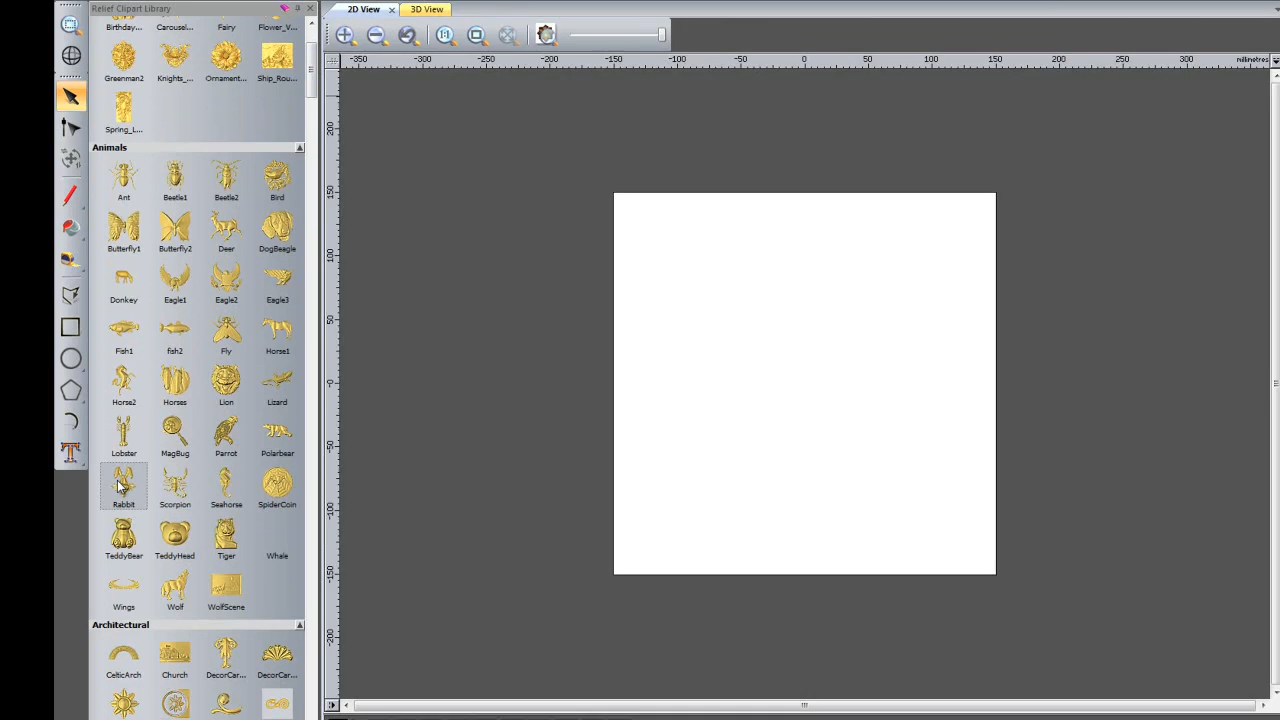 Relief Clipart Library
2D View 3D View
Birthday... Carousel... Fairy Flower_V...
-350 -300 -250 -200 -150 -100 -50 0 50 100 150 200 250 300 millimetres
Greenman2 Knights_... Ornament... Ship_Rou...
Spring_L...
Animals
Ant Beetle1 Beetle2 Bird
Butterfly1 Butterfly2 Deer DogBeagle
Donkey Eagle1 Eagle2 Eagle3
Fish1 fish2 Fly Horse1
Horse2 Horses Lion Lizard
Lobster MagBug Parrot Polarbear
Rabbit Scorpion Seahorse SpiderCoin
TeddyBear TeddyHead Tiger Whale
Wings Wolf WolfScene
Architectural
CelticArch Church DecorCar... DecorCar...
200
150
100
50
-0
-50
-100
-150
-200